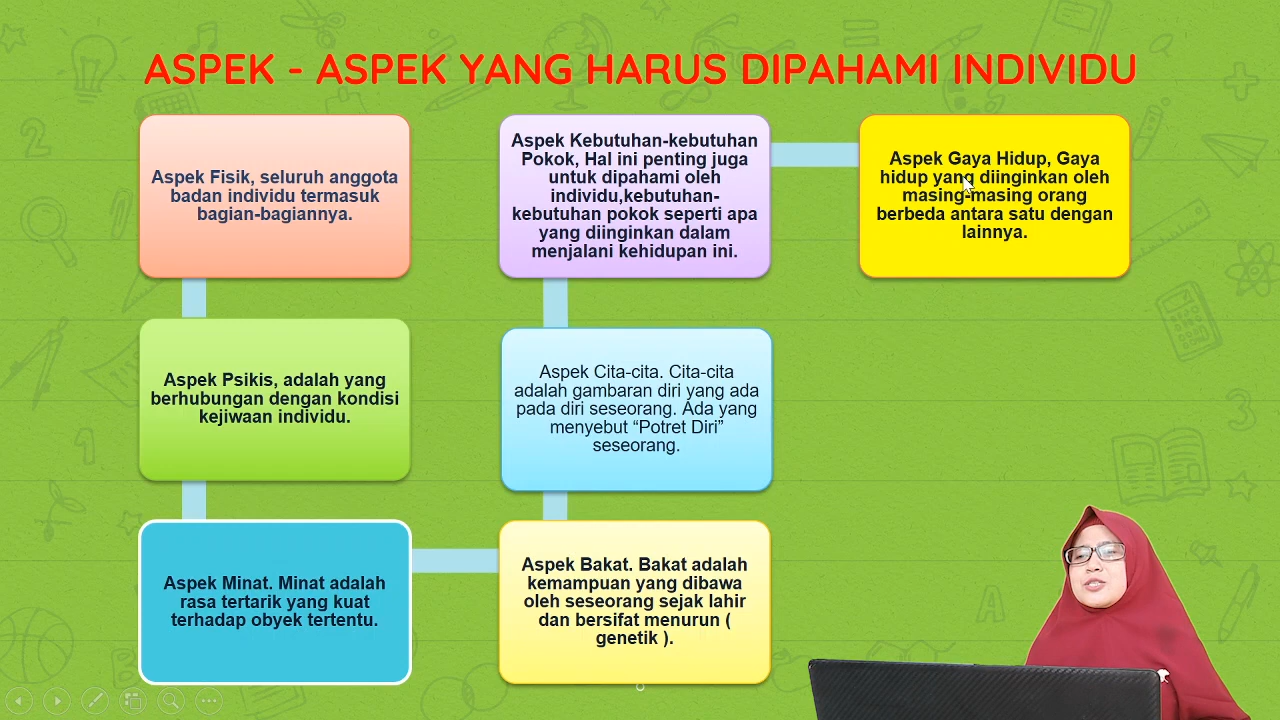 ASPEK - ASPEK YANG HARUS DIPAHAMI INDIVIDU
Aspek Fisik, seluruh anggota
badan individu termasuk
bagian-bagiannya.
Aspek Psikis, adalah yang
berhubungan dengan kondisi
kejiwaan individu.
Aspek Minat. Minat adalah
rasa tertarik yang kuat
terhadap obyek tertentu.
Aspek Bakat. Bakat adalah
kemampuan yang dibawa
oleh seseorang sejak lahir
dan bersifat menurun (
genetik ).
Aspek Cita-cita. Cita-cita
adalah gambaran diri yang ada
pada diri seseorang. Ada yang
menyebut “Potret Diri”
seseorang.
Aspek Kebutuhan-kebutuhan
Pokok, Hal ini penting juga
untuk dipahami oleh
individu,kebutuhan-
kebutuhan pokok seperti apa
yang diinginkan dalam
menjalani kehidupan ini.
Aspek Gaya Hidup, Gaya
hidup yang diinginkan oleh
masing-masing orang
berbeda antara satu dengan
lainnya.